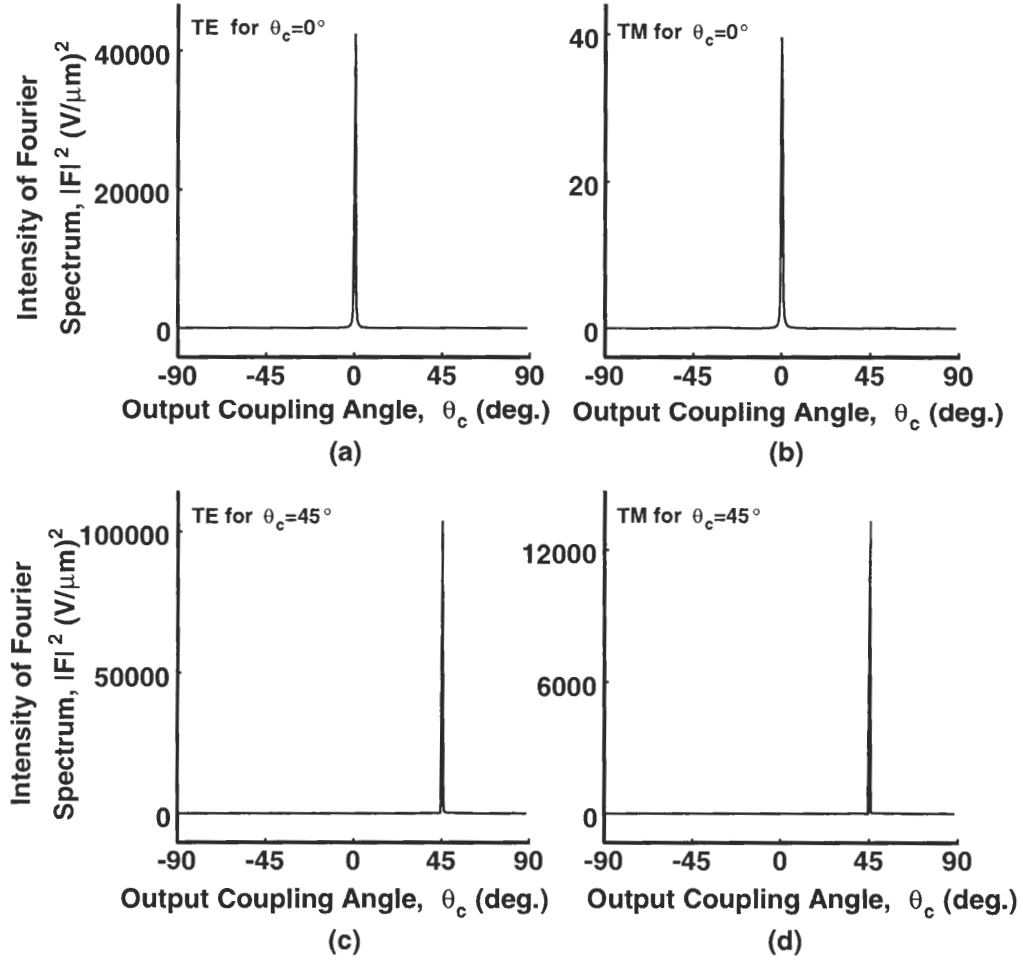 TE for θc=0°
40000
20000
0
-90 -45 0 45 90
Intensity of Fourier
Spectrum, |F|² (V/μm)²
Output Coupling Angle, θc (deg.)
(a)
TM for θc=0°
40
20
0
-90 -45 0 45 90
Output Coupling Angle, θc (deg.)
(b)
TE for θc=45°
100000
50000
0
-90 -45 0 45 90
Intensity of Fourier
Spectrum, |F|² (V/μm)²
Output Coupling Angle, θc (deg.)
(c)
TM for θc=45°
12000
6000
0
-90 -45 0 45 90
Output Coupling Angle, θc (deg.)
(d)